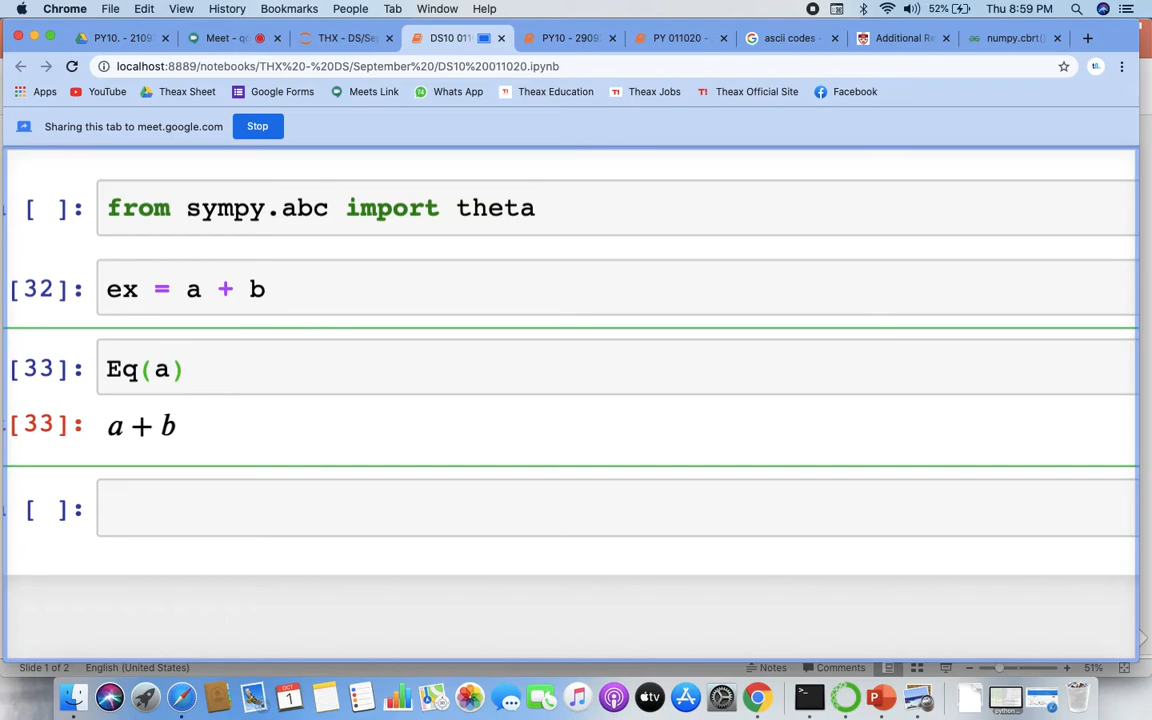 Chrome File Edit View History Bookmarks People Tab Window Help 52% Thu 8:59 PM
PY10. - 2109 Meet - qc THX - DS/Se DS10 011 PY10 - 2909 PY 011020 - ascii codes - Additional Re numpy.cbrt()
localhost:8889/notebooks/THX%20-%20DS/September%20/DS10%20011020.ipynb
Apps YouTube Theax Sheet Google Forms Meets Link Whats App Theax Education Theax Jobs Theax Official Site Facebook
Sharing this tab to meet.google.com Stop
[ ]: from sympy.abc import theta
[32]: ex = a + b
[33]: Eq(a)
[33]: a + b
[ ]:
Slide 1 of 2 English (United States) Notes Comments 51%